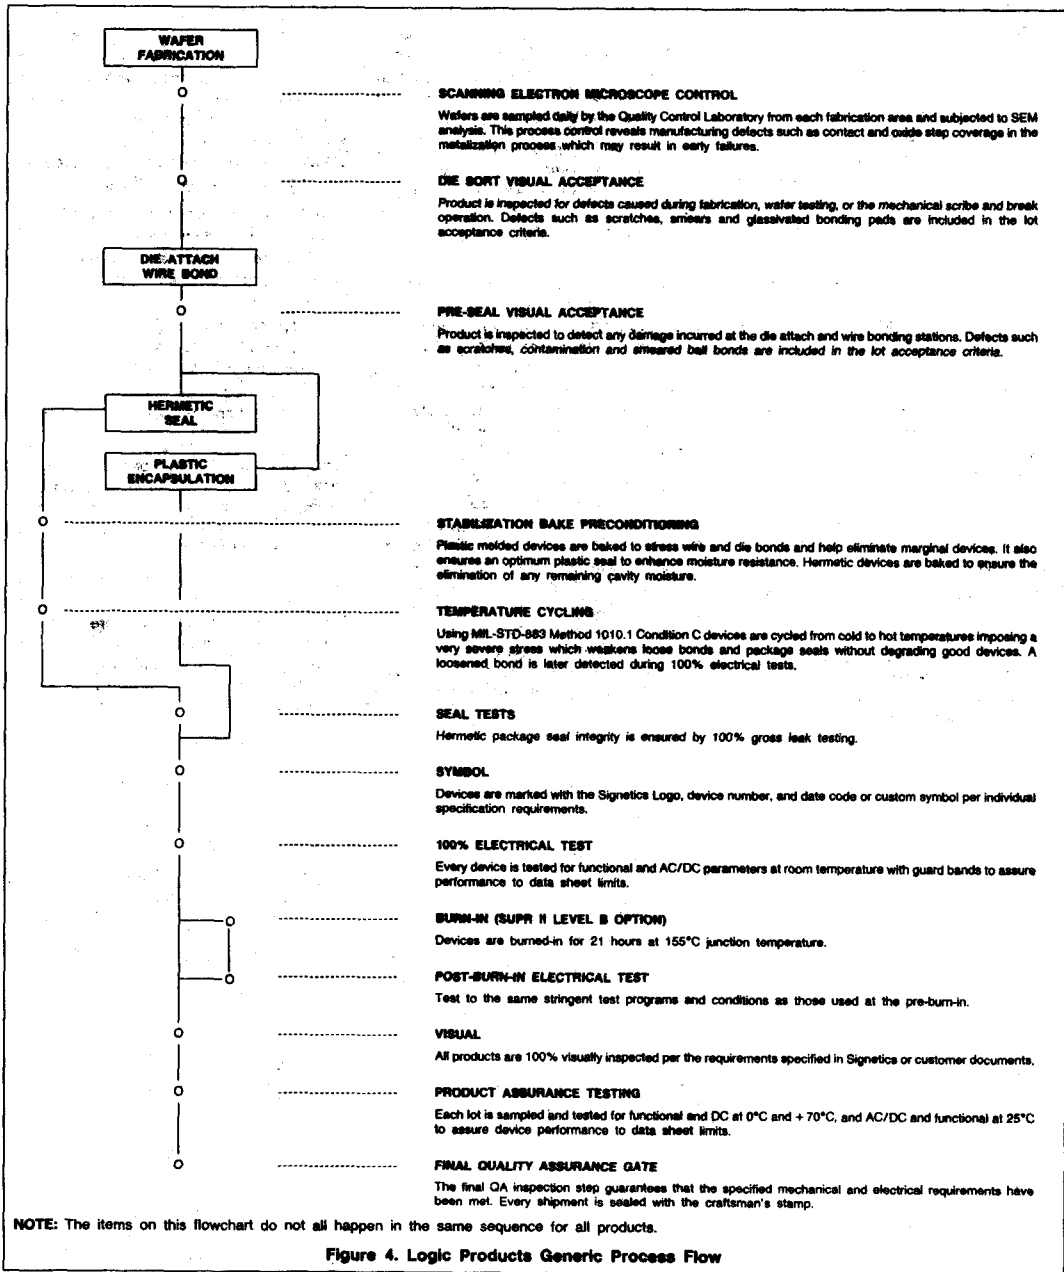 WAFER
FABRICATION
SCANNING ELECTRON MICROSCOPE CONTROL
Wafers are sampled daily by the Quality Control Laboratory from each fabrication area and subjected to SEM
analysis. This process control reveals manufacturing defects such as contact and oxide step coverage in the
metalization process which may result in early failures.
DIE SORT VISUAL ACCEPTANCE
Product is inspected for defects caused during fabrication, wafer testing, or the mechanical scribe and break
operation. Defects such as scratches, smears and glassivated bonding pads are included in the lot
acceptance criteria.
DIE ATTACH
WIRE BOND
PRE-SEAL VISUAL ACCEPTANCE
Product is inspected to detect any damage incurred at the die attach and wire bonding stations. Defects such
as scratches, contamination and smeared ball bonds are included in the lot acceptance criteria.
HERMETIC
SEAL
PLASTIC
ENCAPSULATION
STABILIZATION BAKE PRECONDITIONING
Plastic molded devices are baked to stress wire and die bonds and help eliminate marginal devices. It also
ensures an optimum plastic seal to enhance moisture resistance. Hermetic devices are baked to ensure the
elimination of any remaining cavity moisture.
TEMPERATURE CYCLING
Using MIL-STD-883 Method 1010.1 Condition C devices are cycled from cold to hot temperatures imposing a
very severe stress which weakens loose bonds and package seals without degrading good devices. A
loosened bond is later detected during 100% electrical tests.
SEAL TESTS
Hermetic package seal integrity is ensured by 100% gross leak testing.
SYMBOL
Devices are marked with the Signetics Logo, device number, and date code or custom symbol per individual
specification requirements.
100% ELECTRICAL TEST
Every device is tested for functional and AC/DC parameters at room temperature with guard bands to assure
performance to data sheet limits.
BURN-IN (SUPR II LEVEL B OPTION)
Devices are burned-in for 21 hours at 155°C junction temperature.
POST-BURN-IN ELECTRICAL TEST
Test to the same stringent test programs and conditions as those used at the pre-burn-in.
VISUAL
All products are 100% visually inspected per the requirements specified in Signetics or customer documents.
PRODUCT ASSURANCE TESTING
Each lot is sampled and tested for functional and DC at 0°C and +70°C, and AC/DC and functional at 25°C
to assure device performance to data sheet limits.
FINAL QUALITY ASSURANCE GATE
The final QA inspection step guarantees that the specified mechanical and electrical requirements have
been met. Every shipment is sealed with the craftsman's stamp.
NOTE: The items on this flowchart do not all happen in the same sequence for all products.
Figure 4. Logic Products Generic Process Flow